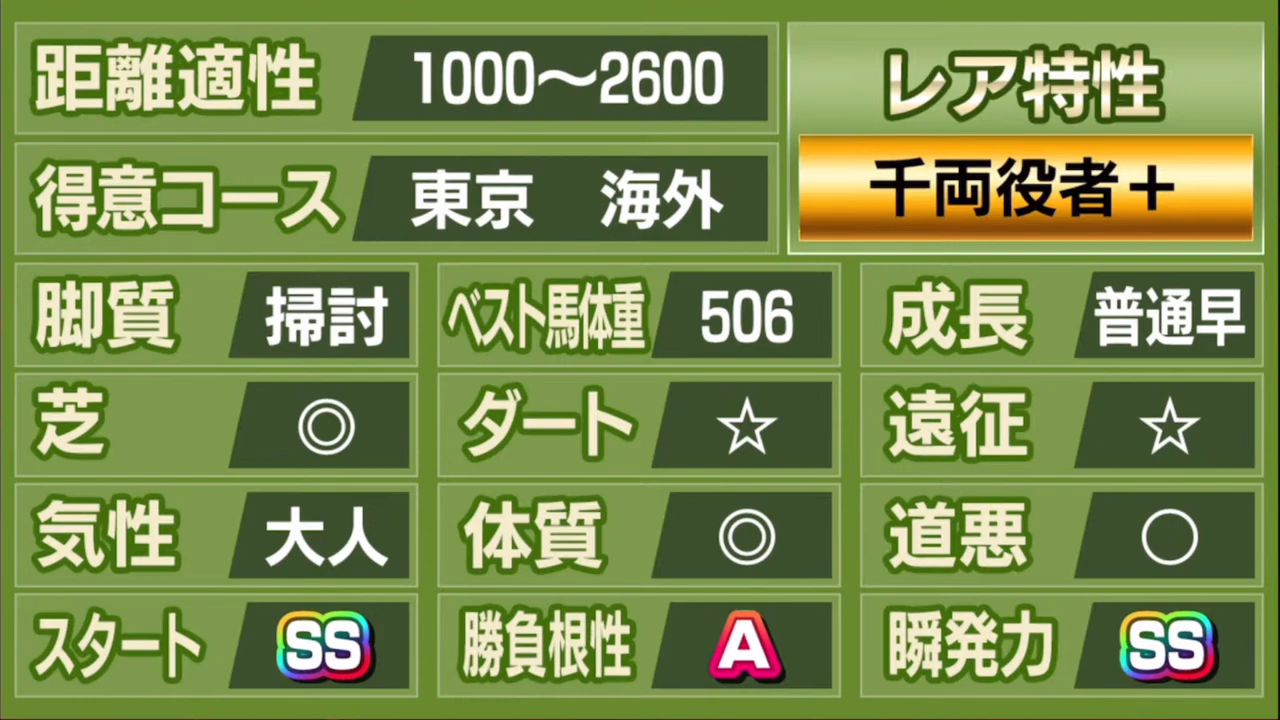 距離適性 1000〜2600
レア特性
千両役者＋
得意コース 東京 海外
脚質 掃討 ベスト馬体重 506 成長 普通早
芝 ◎ ダート ☆ 遠征 ☆
気性 大人 体質 ◎ 道悪 ○
スタート SS 勝負根性 A 瞬発力 SS